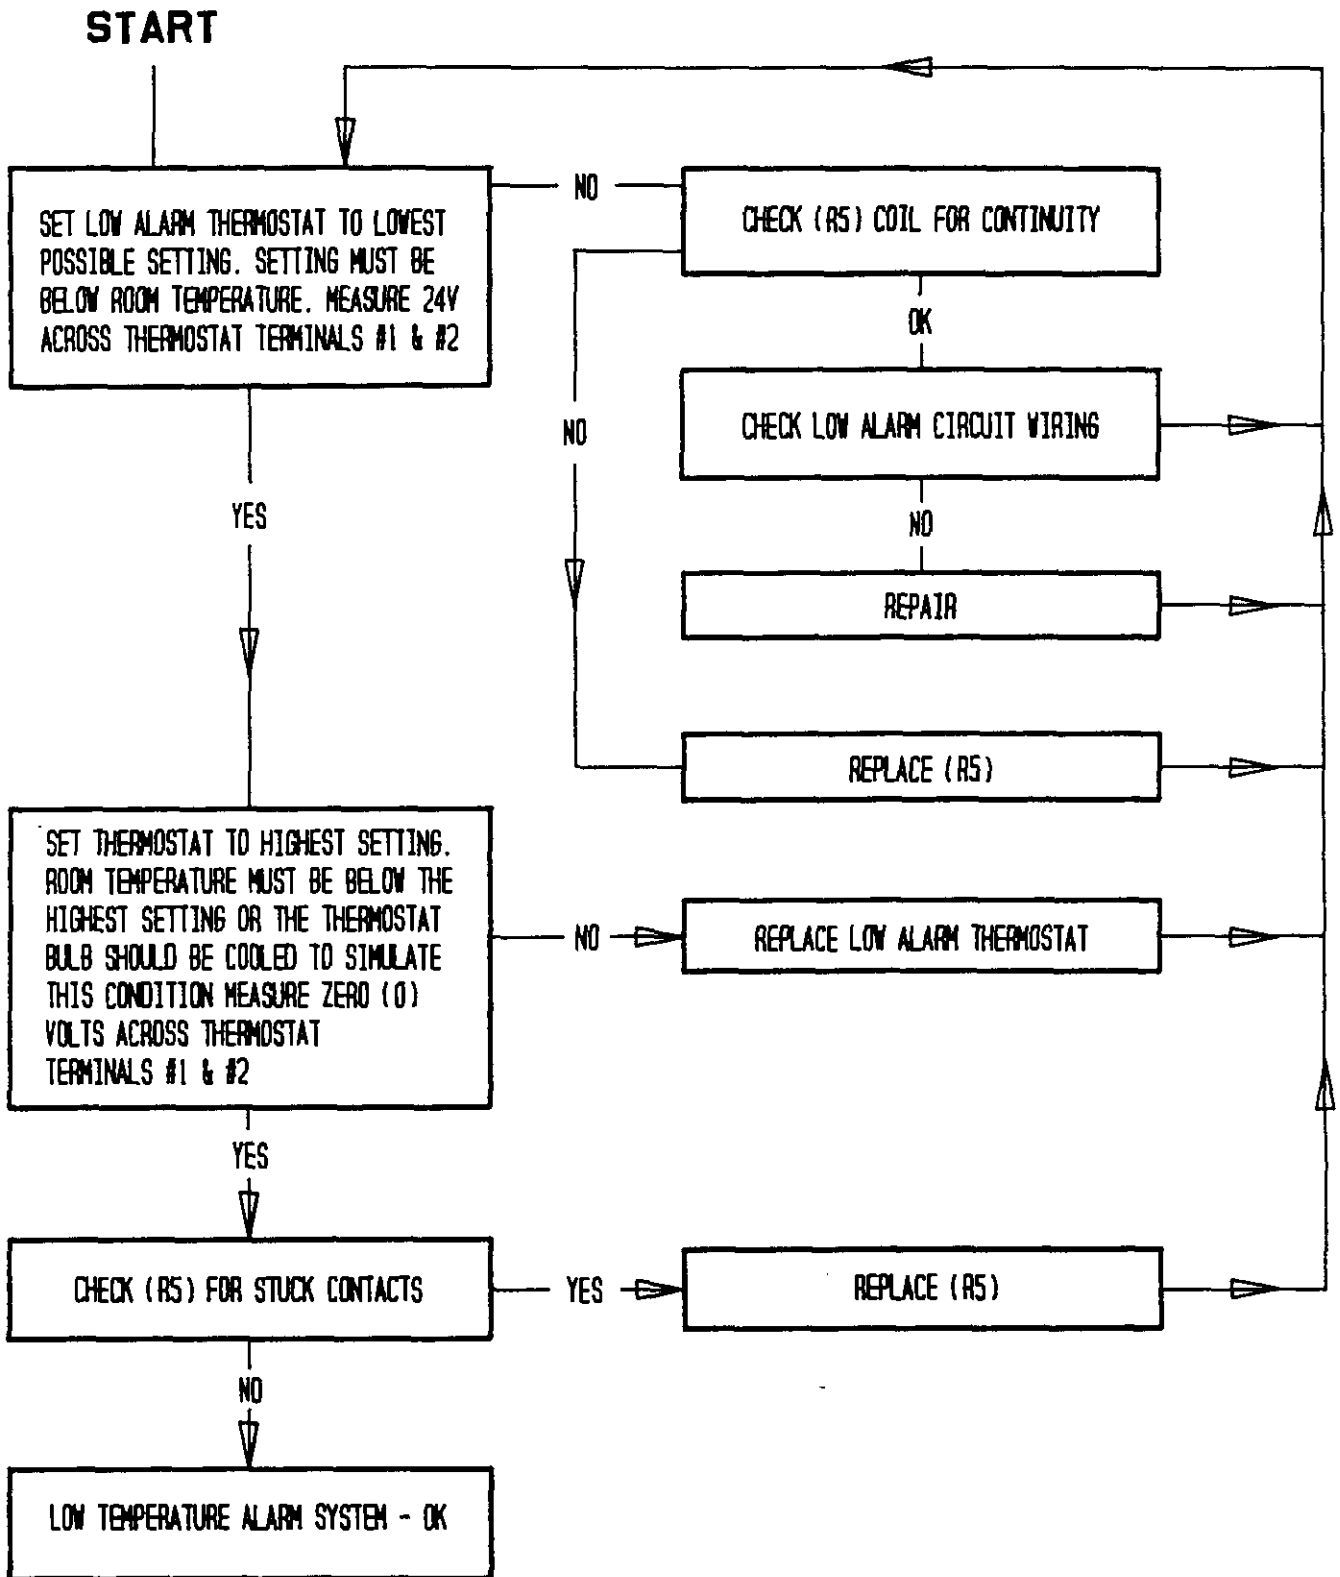 START
SET LOW ALARM THERMOSTAT TO LOWEST
POSSIBLE SETTING. SETTING MUST BE
BELOW ROOM TEMPERATURE. MEASURE 24V
ACROSS THERMOSTAT TERMINALS #1 & #2
NO
CHECK (R5) COIL FOR CONTINUITY
OK
NO
CHECK LOW ALARM CIRCUIT WIRING
YES
NO
REPAIR
REPLACE (R5)
SET THERMOSTAT TO HIGHEST SETTING.
ROOM TEMPERATURE MUST BE BELOW THE
HIGHEST SETTING OR THE THERMOSTAT
BULB SHOULD BE COOLED TO SIMULATE
THIS CONDITION MEASURE ZERO (0)
VOLTS ACROSS THERMOSTAT
TERMINALS #1 & #2
NO
REPLACE LOW ALARM THERMOSTAT
YES
CHECK (R5) FOR STUCK CONTACTS
YES
REPLACE (R5)
NO
LOW TEMPERATURE ALARM SYSTEM - OK